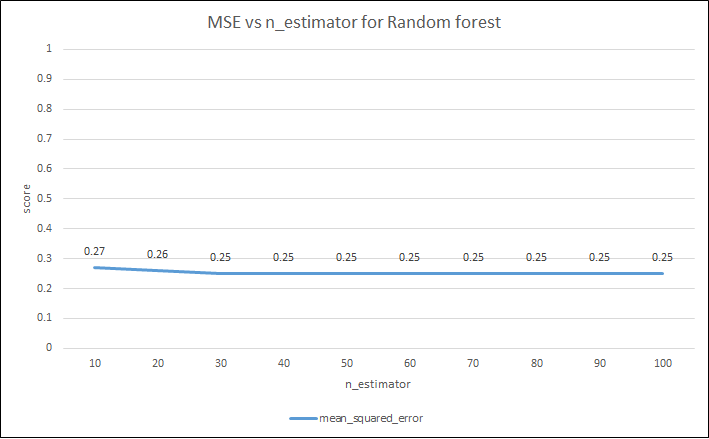 MSE vs n_estimator for Random forest
1
0.9
0.8
0.7
0.6
0.5
0.4
0.3
0.2
0.1
0
score
0.27 0.26 0.25 0.25 0.25 0.25 0.25 0.25 0.25 0.25
10 20 30 40 50 60 70 80 90 100
n_estimator
mean_squared_error